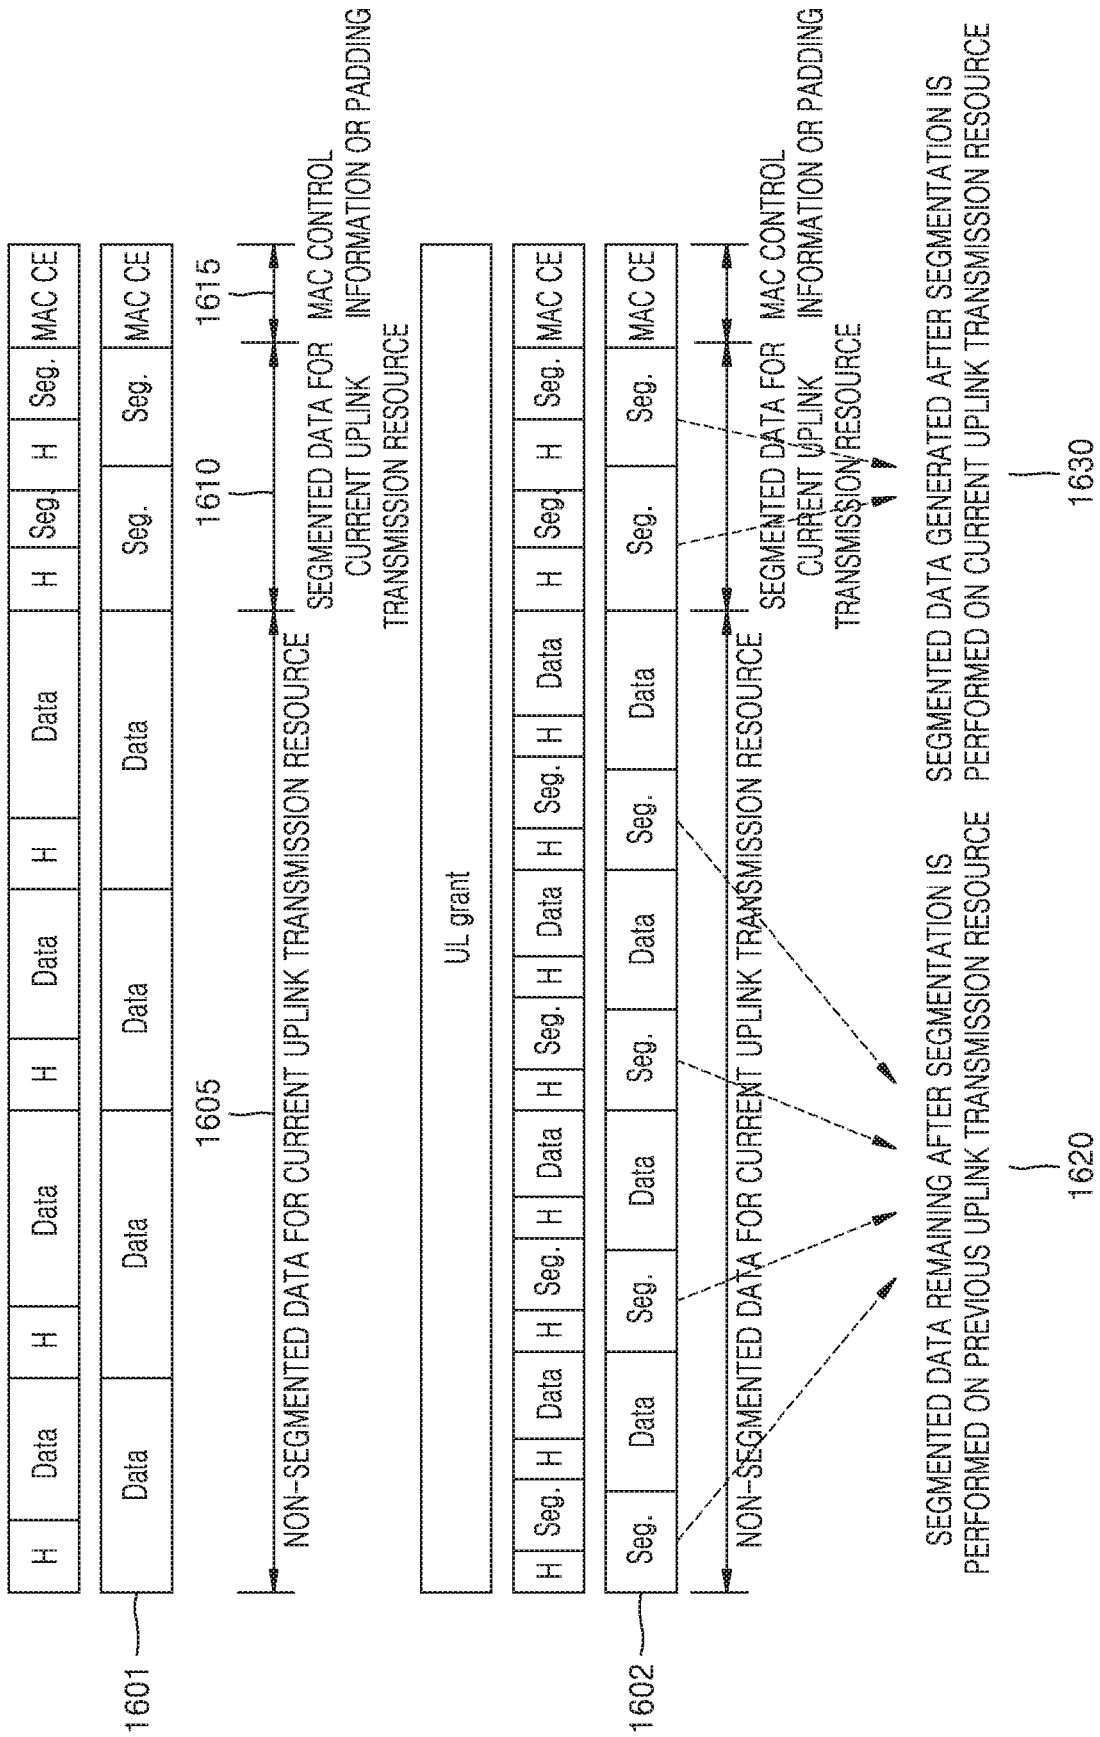 H Data H Data H Data H Data H Seg H Seg. MAC CE
1601 Data Data Data Data Seg. Seg. MAC CE
1605 1610 1615
NON-SEGMENTED DATA FOR CURRENT UPLINK TRANSMISSION RESOURCE
SEGMENTED DATA FOR
CURRENT UPLINK
TRANSMISSION RESOURCE
MAC CONTROL
INFORMATION OR PADDING
UL grant
H Seg. H Data H Seg. H Data H Seg. H Data H Seg. H Data H Seg H Seg. MAC CE
1602 Seg. Data Seg. Data Seg. Data Seg. Data Seg. Seg. MAC CE
NON-SEGMENTED DATA FOR CURRENT UPLINK TRANSMISSION RESOURCE
SEGMENTED DATA FOR
CURRENT UPLINK
TRANSMISSION RESOURCE
MAC CONTROL
INFORMATION OR PADDING
SEGMENTED DATA REMAINING AFTER SEGMENTATION IS
PERFORMED ON PREVIOUS UPLINK TRANSMISSION RESOURCE
1620
SEGMENTED DATA GENERATED AFTER SEGMENTATION IS
PERFORMED ON CURRENT UPLINK TRANSMISSION RESOURCE
1630